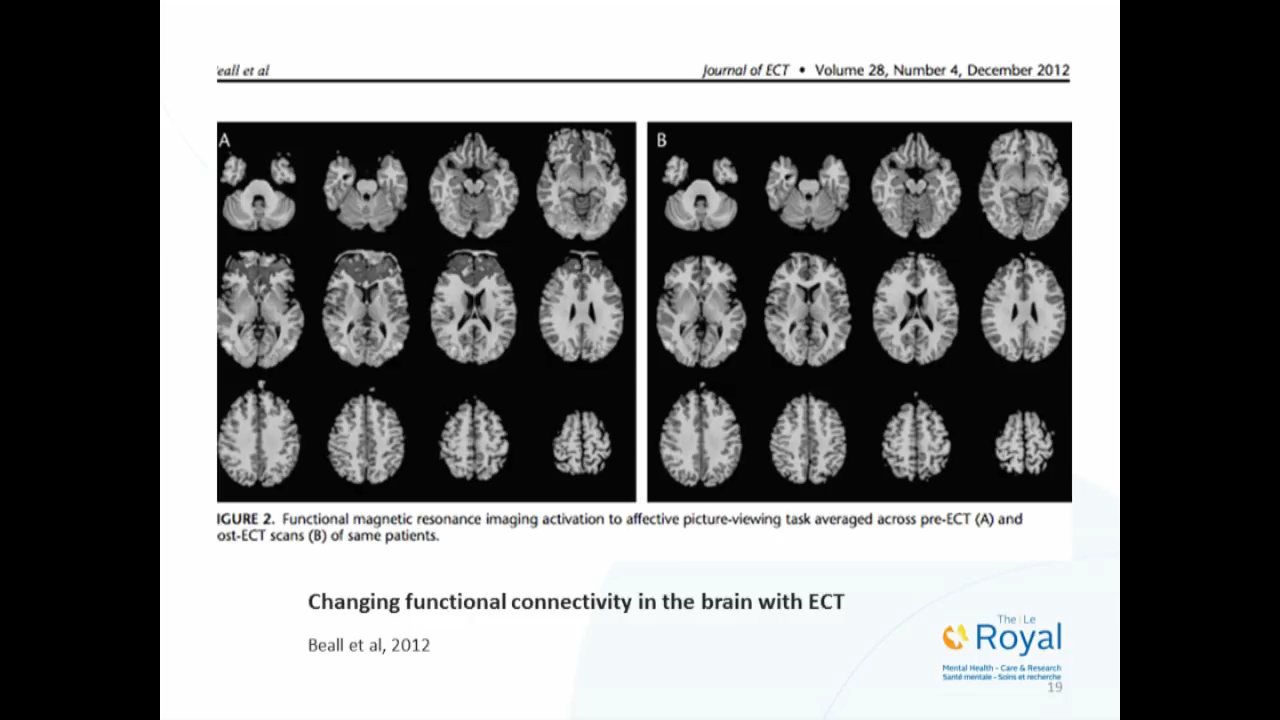 eall et al
Journal of ECT • Volume 28, Number 4, December 2012
A
B
IGURE 2. Functional magnetic resonance imaging activation to affective picture-viewing task averaged across pre-ECT (A) and
ost-ECT scans (B) of same patients.
Changing functional connectivity in the brain with ECT
Beall et al, 2012
The Le
Royal
Mental Health - Care & Research
Santé mentale - Soins et recherche
19